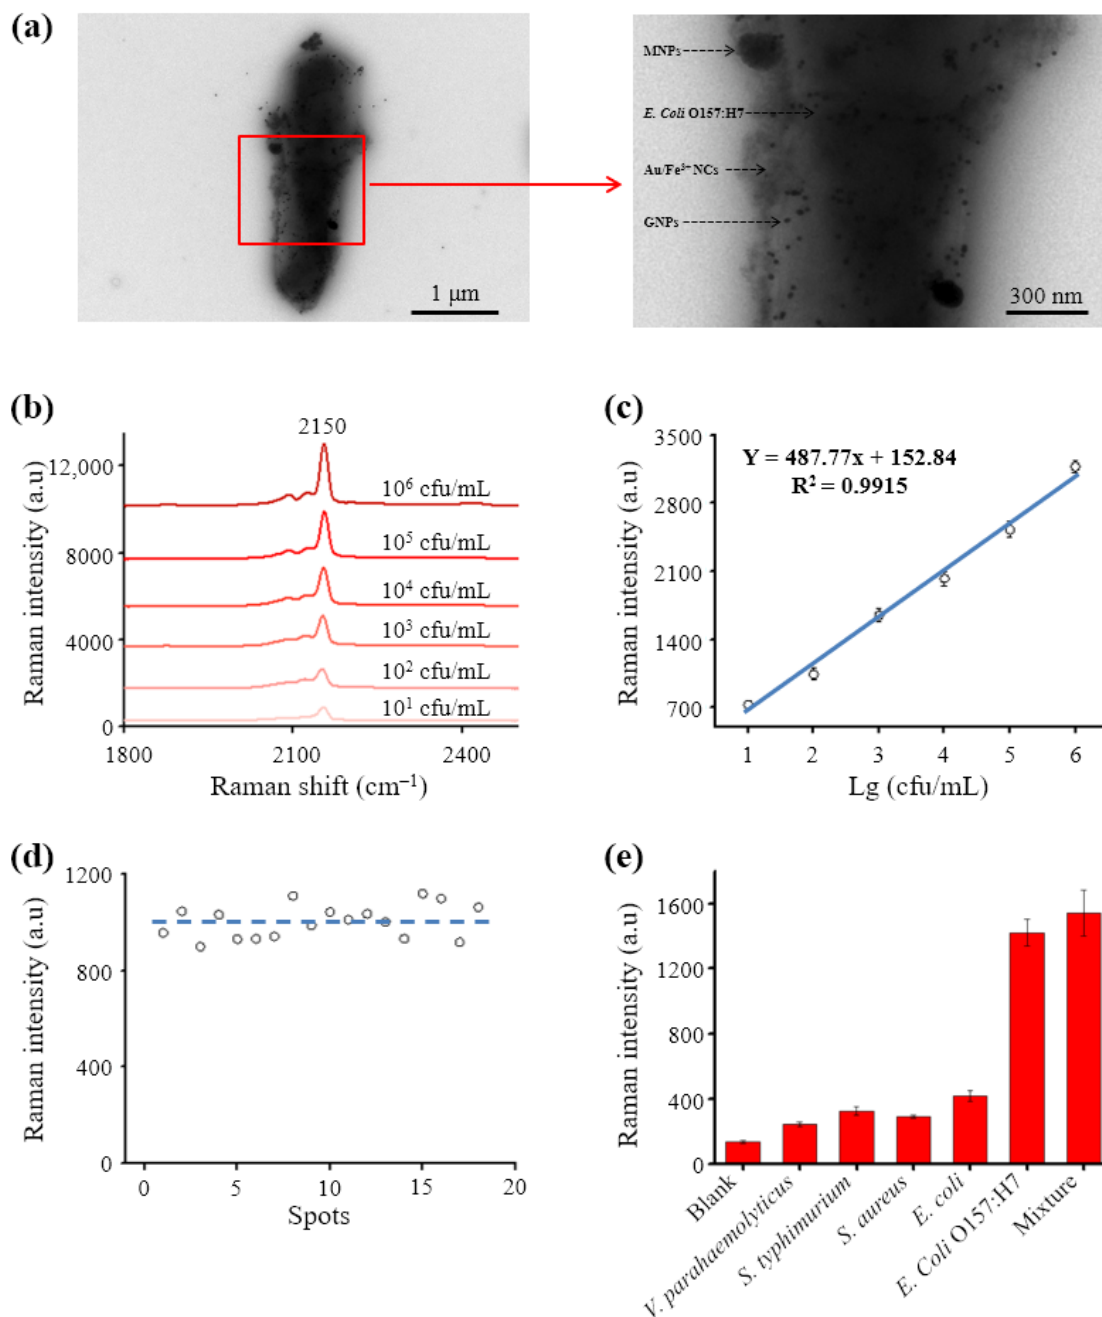 (a)
MNPs
E. Coli O157:H7
Au/Fe³⁺ NCs
GNPs
1 μm
300 nm
(b)
2150
12,000
8000
4000
0
10⁶ cfu/mL
10⁵ cfu/mL
10⁴ cfu/mL
10³ cfu/mL
10² cfu/mL
10¹ cfu/mL
1800 2100 2400
Raman shift (cm⁻¹)
Raman intensity (a.u)
(c)
Y = 487.77x + 152.84
R² = 0.9915
3500
2800
2100
1400
700
1 2 3 4 5 6
Lg (cfu/mL)
Raman intensity (a.u)
(d)
1200
800
400
0
0 5 10 15 20
Spots
Raman intensity (a.u)
(e)
1600
1200
800
400
0
Raman intensity (a.u)
Blank
V. parahaemolyticus
S. typhimurium
S. aureus
E. coli
E. Coli O157:H7
Mixture